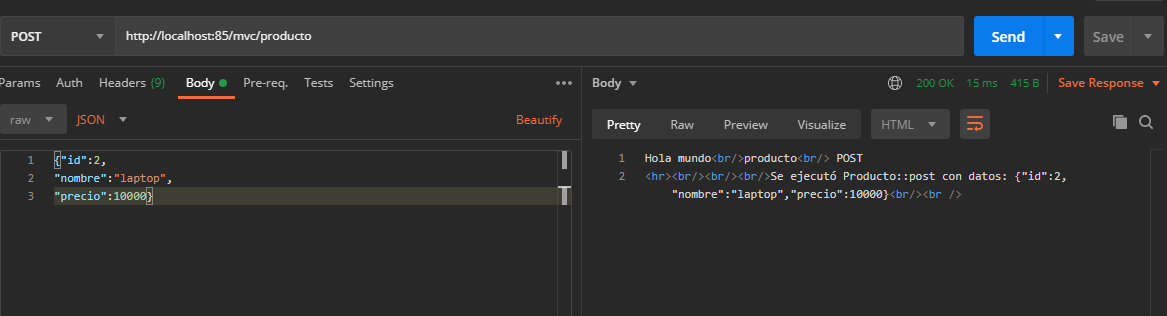 POST http://localhost:85/mvc/producto Send Save
Params Auth Headers (9) Body Pre-req. Tests Settings
raw JSON Beautify
1 {"id":2,
2 "nombre":"laptop",
3 "precio":10000}
Body 200 OK 15 ms 415 B Save Response
Pretty Raw Preview Visualize HTML
1 Hola mundo<br/>producto<br/> POST
2 <hr><br/><br/><br/>Se ejecutó Producto::post con datos: {"id":2,
"nombre":"laptop","precio":10000}<br/><br />